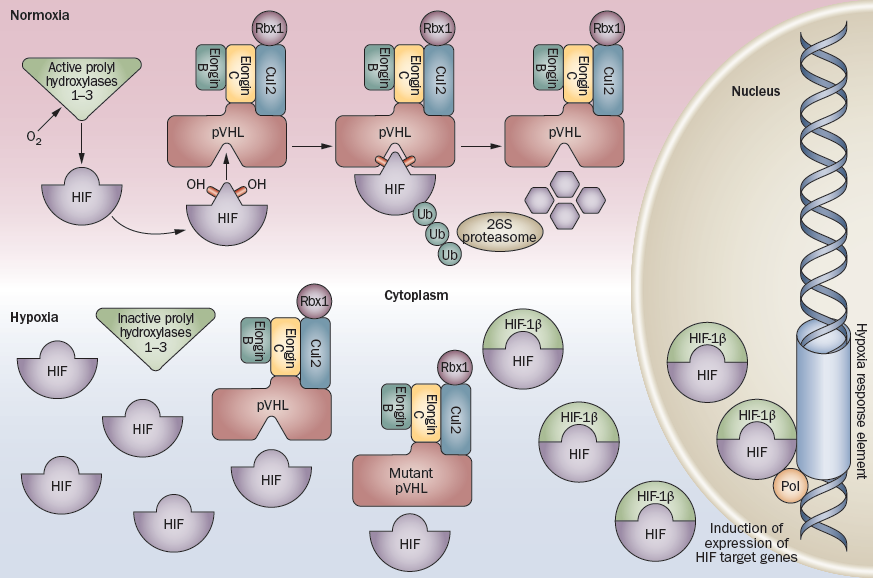 Normoxia
Active prolyl
hydroxylases
1–3
O2
HIF
OH
OH
HIF
Rbx1
Elongin
B
Elongin
C
Cul2
pVHL
Rbx1
Elongin
B
Elongin
C
Cul2
pVHL
HIF
Ub
Ub
Ub
26S
proteasome
Rbx1
Elongin
B
Elongin
C
Cul2
pVHL
Nucleus
Cytoplasm
Hypoxia
Inactive prolyl
hydroxylases
1–3
HIF
HIF
HIF
HIF
Rbx1
Elongin
B
Elongin
C
Cul2
pVHL
HIF
Rbx1
Elongin
B
Elongin
C
Cul2
Mutant
pVHL
HIF
HIF-1β
HIF
HIF-1β
HIF
HIF-1β
HIF
HIF-1β
HIF
HIF-1β
HIF
Pol
Hypoxia response element
Induction of
expression of
HIF target genes